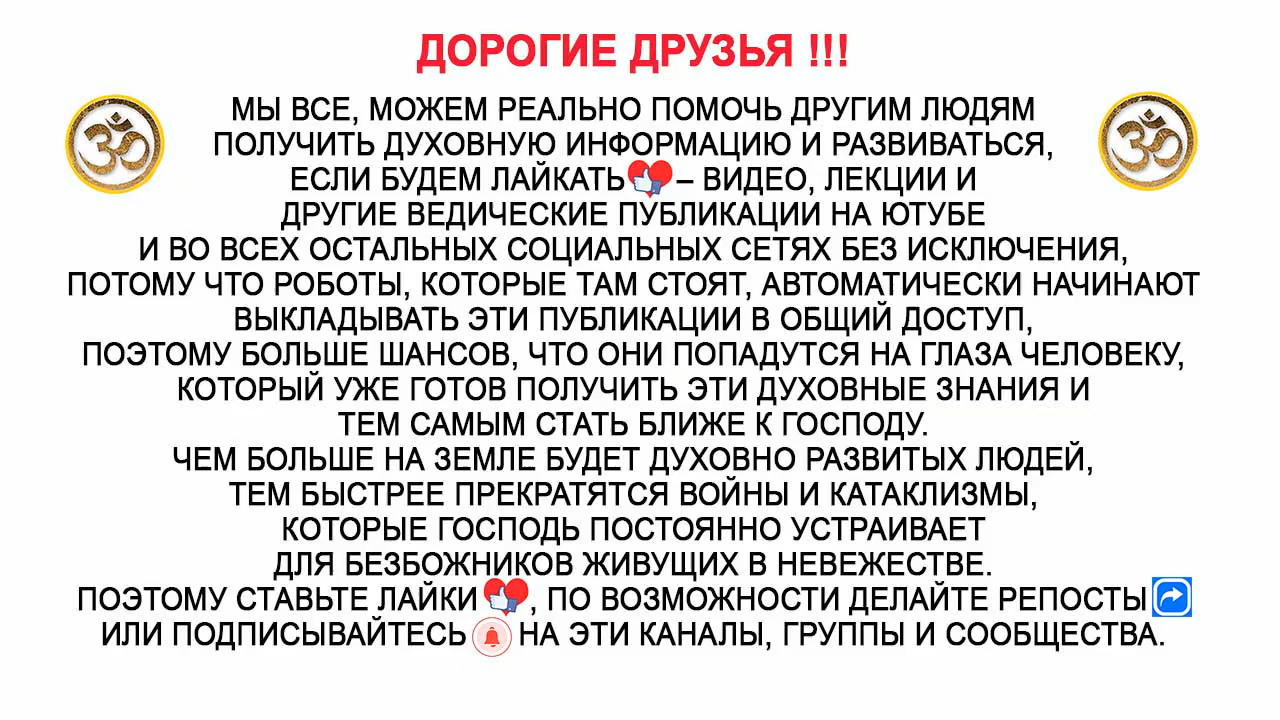 ДОРОГИЕ ДРУЗЬЯ !!!
МЫ ВСЕ, МОЖЕМ РЕАЛЬНО ПОМОЧЬ ДРУГИМ ЛЮДЯМ
ПОЛУЧИТЬ ДУХОВНУЮ ИНФОРМАЦИЮ И РАЗВИВАТЬСЯ,
ЕСЛИ БУДЕМ ЛАЙКАТЬ – ВИДЕО, ЛЕКЦИИ И
ДРУГИЕ ВЕДИЧЕСКИЕ ПУБЛИКАЦИИ НА ЮТУБЕ
И ВО ВСЕХ ОСТАЛЬНЫХ СОЦИАЛЬНЫХ СЕТЯХ БЕЗ ИСКЛЮЧЕНИЯ,
ПОТОМУ ЧТО РОБОТЫ, КОТОРЫЕ ТАМ СТОЯТ, АВТОМАТИЧЕСКИ НАЧИНАЮТ
ВЫКЛАДЫВАТЬ ЭТИ ПУБЛИКАЦИИ В ОБЩИЙ ДОСТУП,
ПОЭТОМУ БОЛЬШЕ ШАНСОВ, ЧТО ОНИ ПОПАДУТСЯ НА ГЛАЗА ЧЕЛОВЕКУ,
КОТОРЫЙ УЖЕ ГОТОВ ПОЛУЧИТЬ ЭТИ ДУХОВНЫЕ ЗНАНИЯ И
ТЕМ САМЫМ СТАТЬ БЛИЖЕ К ГОСПОДУ.
ЧЕМ БОЛЬШЕ НА ЗЕМЛЕ БУДЕТ ДУХОВНО РАЗВИТЫХ ЛЮДЕЙ,
ТЕМ БЫСТРЕЕ ПРЕКРАТЯТСЯ ВОЙНЫ И КАТАКЛИЗМЫ,
КОТОРЫЕ ГОСПОДЬ ПОСТОЯННО УСТРАИВАЕТ
ДЛЯ БЕЗБОЖНИКОВ ЖИВУЩИХ В НЕВЕЖЕСТВЕ.
ПОЭТОМУ СТАВЬТЕ ЛАЙКИ , ПО ВОЗМОЖНОСТИ ДЕЛАЙТЕ РЕПОСТЫ
ИЛИ ПОДПИСЫВАЙТЕСЬ НА ЭТИ КАНАЛЫ, ГРУППЫ И СООБЩЕСТВА.
ॐ
ॐ